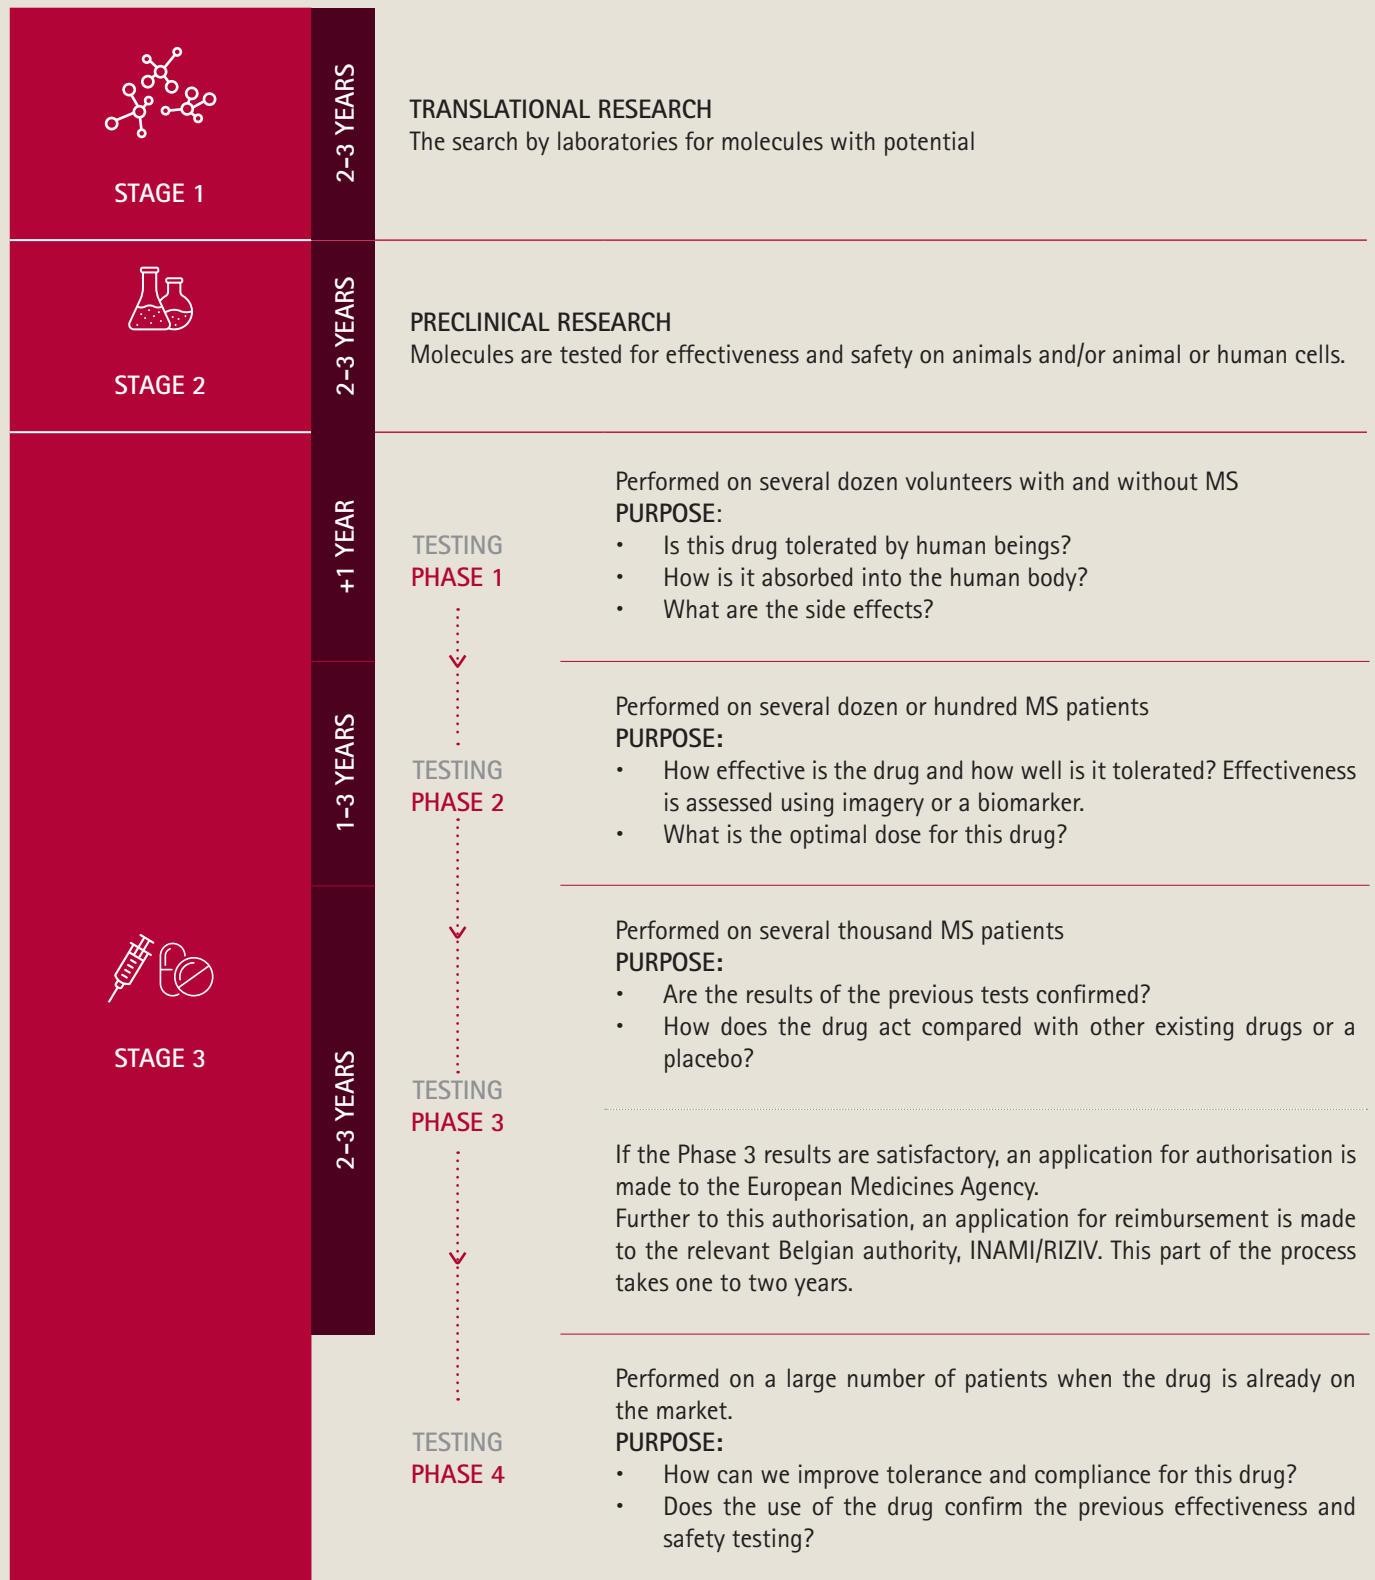 STAGE 1
2-3 YEARS
TRANSLATIONAL RESEARCH
The search by laboratories for molecules with potential
STAGE 2
2-3 YEARS
PRECLINICAL RESEARCH
Molecules are tested for effectiveness and safety on animals and/or animal or human cells.
STAGE 3
+1 YEAR
TESTING
PHASE 1
Performed on several dozen volunteers with and without MS
PURPOSE:
• Is this drug tolerated by human beings?
• How is it absorbed into the human body?
• What are the side effects?
1-3 YEARS
TESTING
PHASE 2
Performed on several dozen or hundred MS patients
PURPOSE:
• How effective is the drug and how well is it tolerated? Effectiveness
is assessed using imagery or a biomarker.
• What is the optimal dose for this drug?
2-3 YEARS
TESTING
PHASE 3
Performed on several thousand MS patients
PURPOSE:
• Are the results of the previous tests confirmed?
• How does the drug act compared with other existing drugs or a
placebo?
If the Phase 3 results are satisfactory, an application for authorisation is
made to the European Medicines Agency.
Further to this authorisation, an application for reimbursement is made
to the relevant Belgian authority, INAMI/RIZIV. This part of the process
takes one to two years.
TESTING
PHASE 4
Performed on a large number of patients when the drug is already on
the market.
PURPOSE:
• How can we improve tolerance and compliance for this drug?
• Does the use of the drug confirm the previous effectiveness and
safety testing?